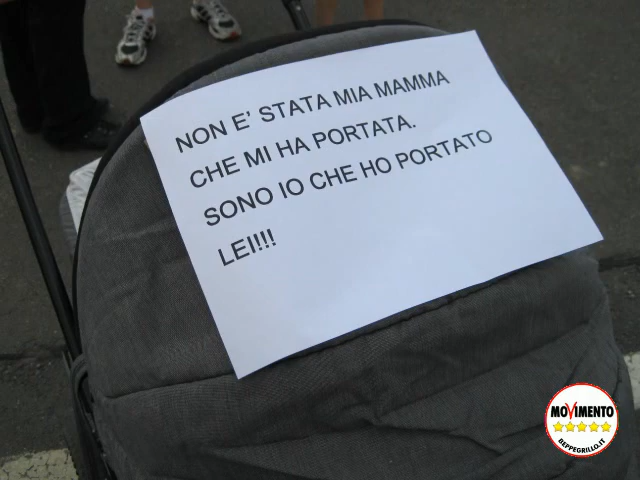 NON E' STATA MIA MAMMA
CHE MI HA PORTATA.
SONO IO CHE HO PORTATO
LEI!!!
MOVIMENTO
BEPPEGRILLO.IT